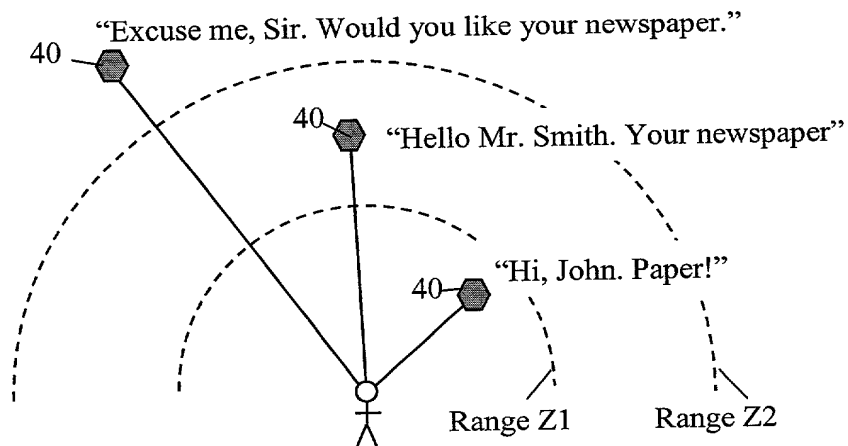 “Excuse me, Sir. Would you like your newspaper.”
40
40
“Hello Mr. Smith. Your newspaper”
“Hi, John. Paper!”
40
Range Z1
Range Z2